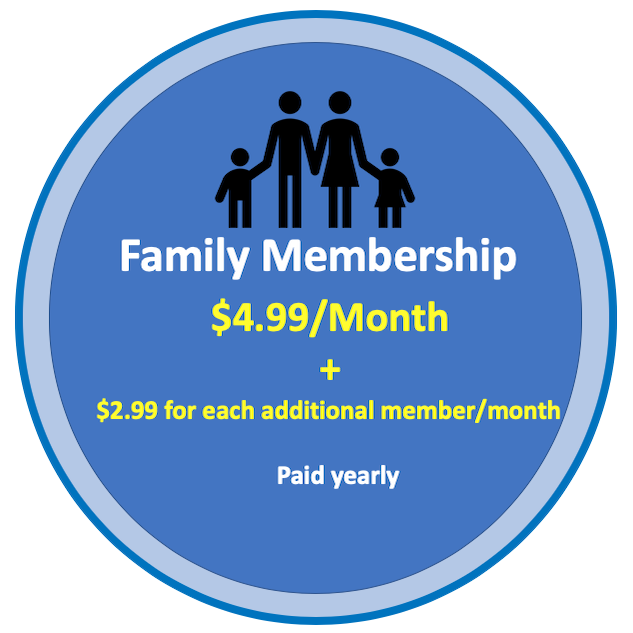 Family Membership
$4.99/Month
+
$2.99 for each additional member/month
Paid yearly